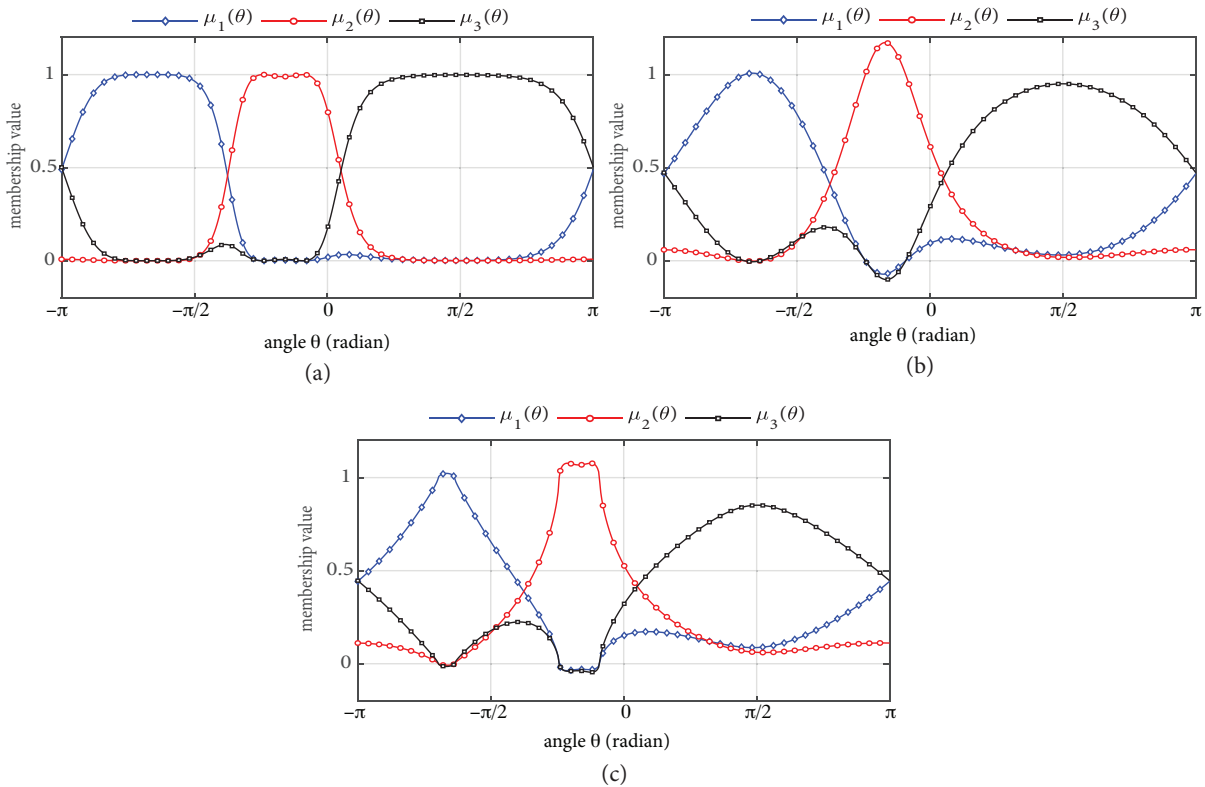 μ1(θ) μ2(θ) μ3(θ)
membership value
1
0.5
0
−π −π/2 0 π/2 π
angle θ (radian)
(a)
μ1(θ) μ2(θ) μ3(θ)
membership value
1
0.5
0
−π −π/2 0 π/2 π
angle θ (radian)
(b)
μ1(θ) μ2(θ) μ3(θ)
membership value
1
0.5
0
−π −π/2 0 π/2 π
angle θ (radian)
(c)